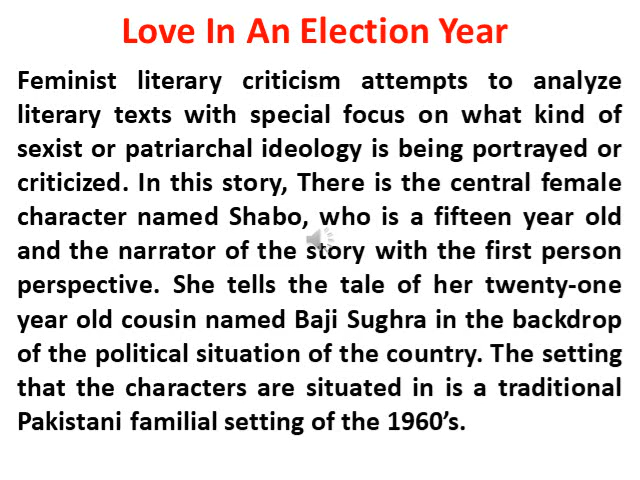 Love In An Election Year
Feminist literary criticism attempts to analyze
literary texts with special focus on what kind of
sexist or patriarchal ideology is being portrayed or
criticized. In this story, There is the central female
character named Shabo, who is a fifteen year old
and the narrator of the story with the first person
perspective. She tells the tale of her twenty-one
year old cousin named Baji Sughra in the backdrop
of the political situation of the country. The setting
that the characters are situated in is a traditional
Pakistani familial setting of the 1960’s.